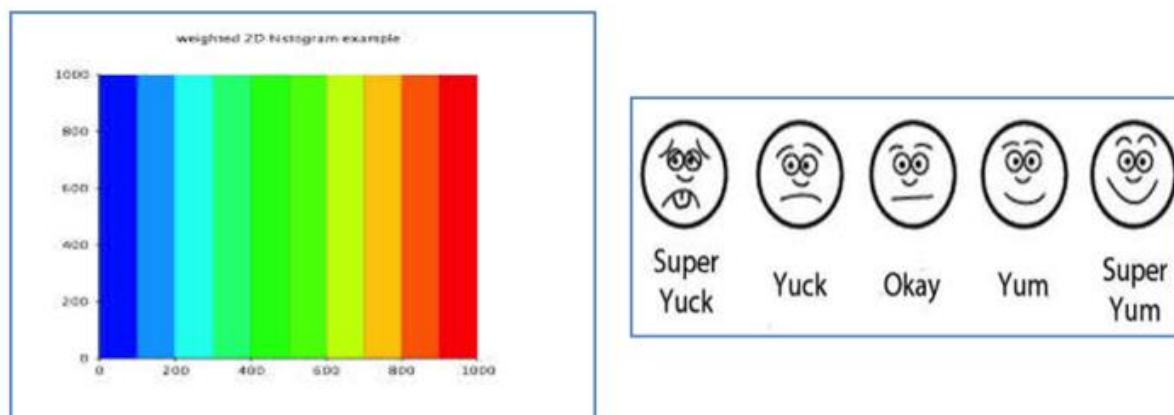 weighted 2D histogram example
1000
800
600
400
200
0
0 200 400 600 800 1000
Super Yuck
Yuck
Okay
Yum
Super Yum